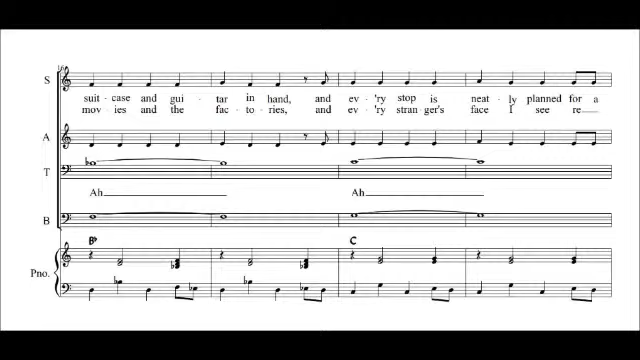 16
S
suit - case and gui - tar in hand, and ev - 'ry stop is neat - ly planned for a
mov - ies and the fac - to - ries, and ev - 'ry stran - ger's face I see re
A
T
Ah Ah
B
B♭ C
Pno.